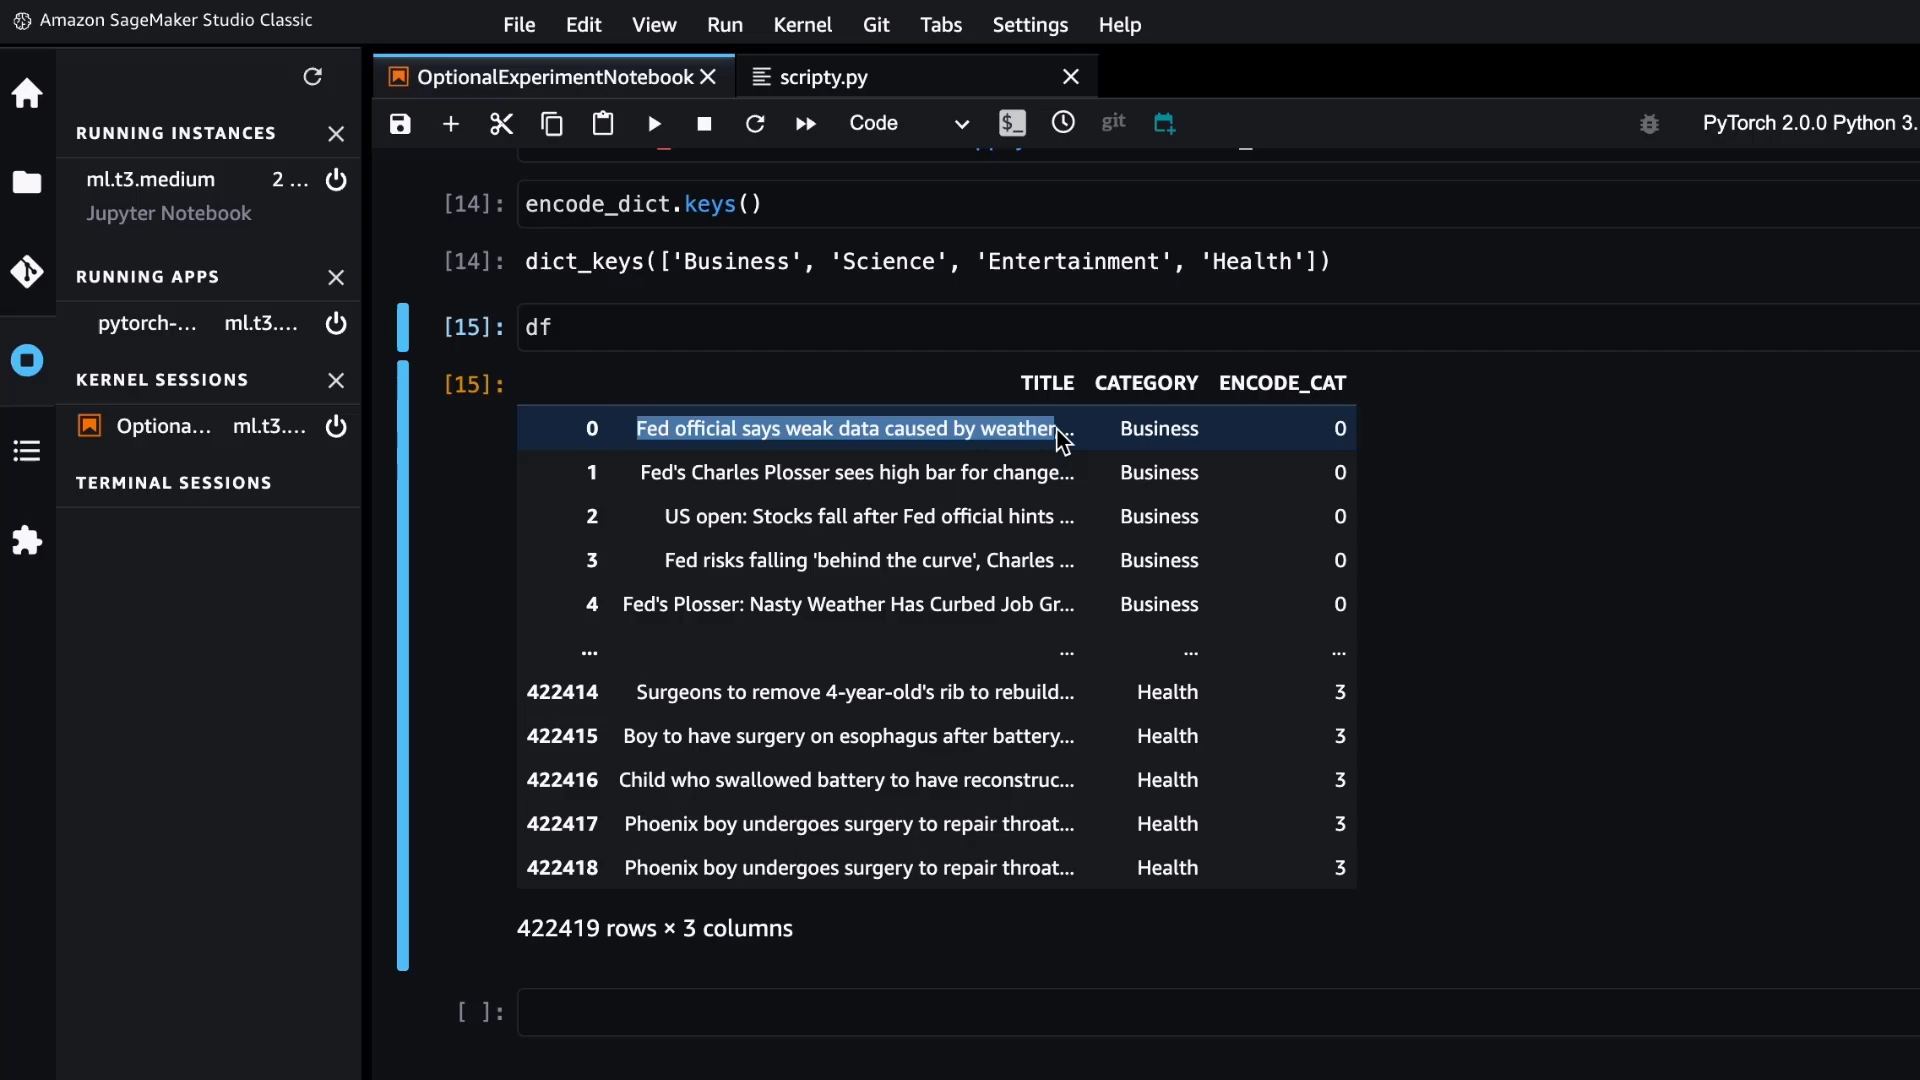 Amazon SageMaker Studio Classic
File Edit View Run Kernel Git Tabs Settings Help
OptionalExperimentNotebook
scripty.py
Code
$_
git
PyTorch 2.0.0 Python 3.
RUNNING INSTANCES
ml.t3.medium 2 ...
Jupyter Notebook
RUNNING APPS
pytorch-... ml.t3....
KERNEL SESSIONS
Optiona... ml.t3....
TERMINAL SESSIONS
[14]: encode_dict.keys()
[14]: dict_keys(['Business', 'Science', 'Entertainment', 'Health'])
[15]: df
[15]: TITLE CATEGORY ENCODE_CAT
0 Fed official says weak data caused by weather,... Business 0
1 Fed's Charles Plosser sees high bar for change... Business 0
2 US open: Stocks fall after Fed official hints ... Business 0
3 Fed risks falling 'behind the curve', Charles ... Business 0
4 Fed's Plosser: Nasty Weather Has Curbed Job Gr... Business 0
... ... ... ...
422414 Surgeons to remove 4-year-old's rib to rebuild... Health 3
422415 Boy to have surgery on esophagus after battery... Health 3
422416 Child who swallowed battery to have reconstruc... Health 3
422417 Phoenix boy undergoes surgery to repair throat... Health 3
422418 Phoenix boy undergoes surgery to repair throat... Health 3
422419 rows × 3 columns
[ ]: